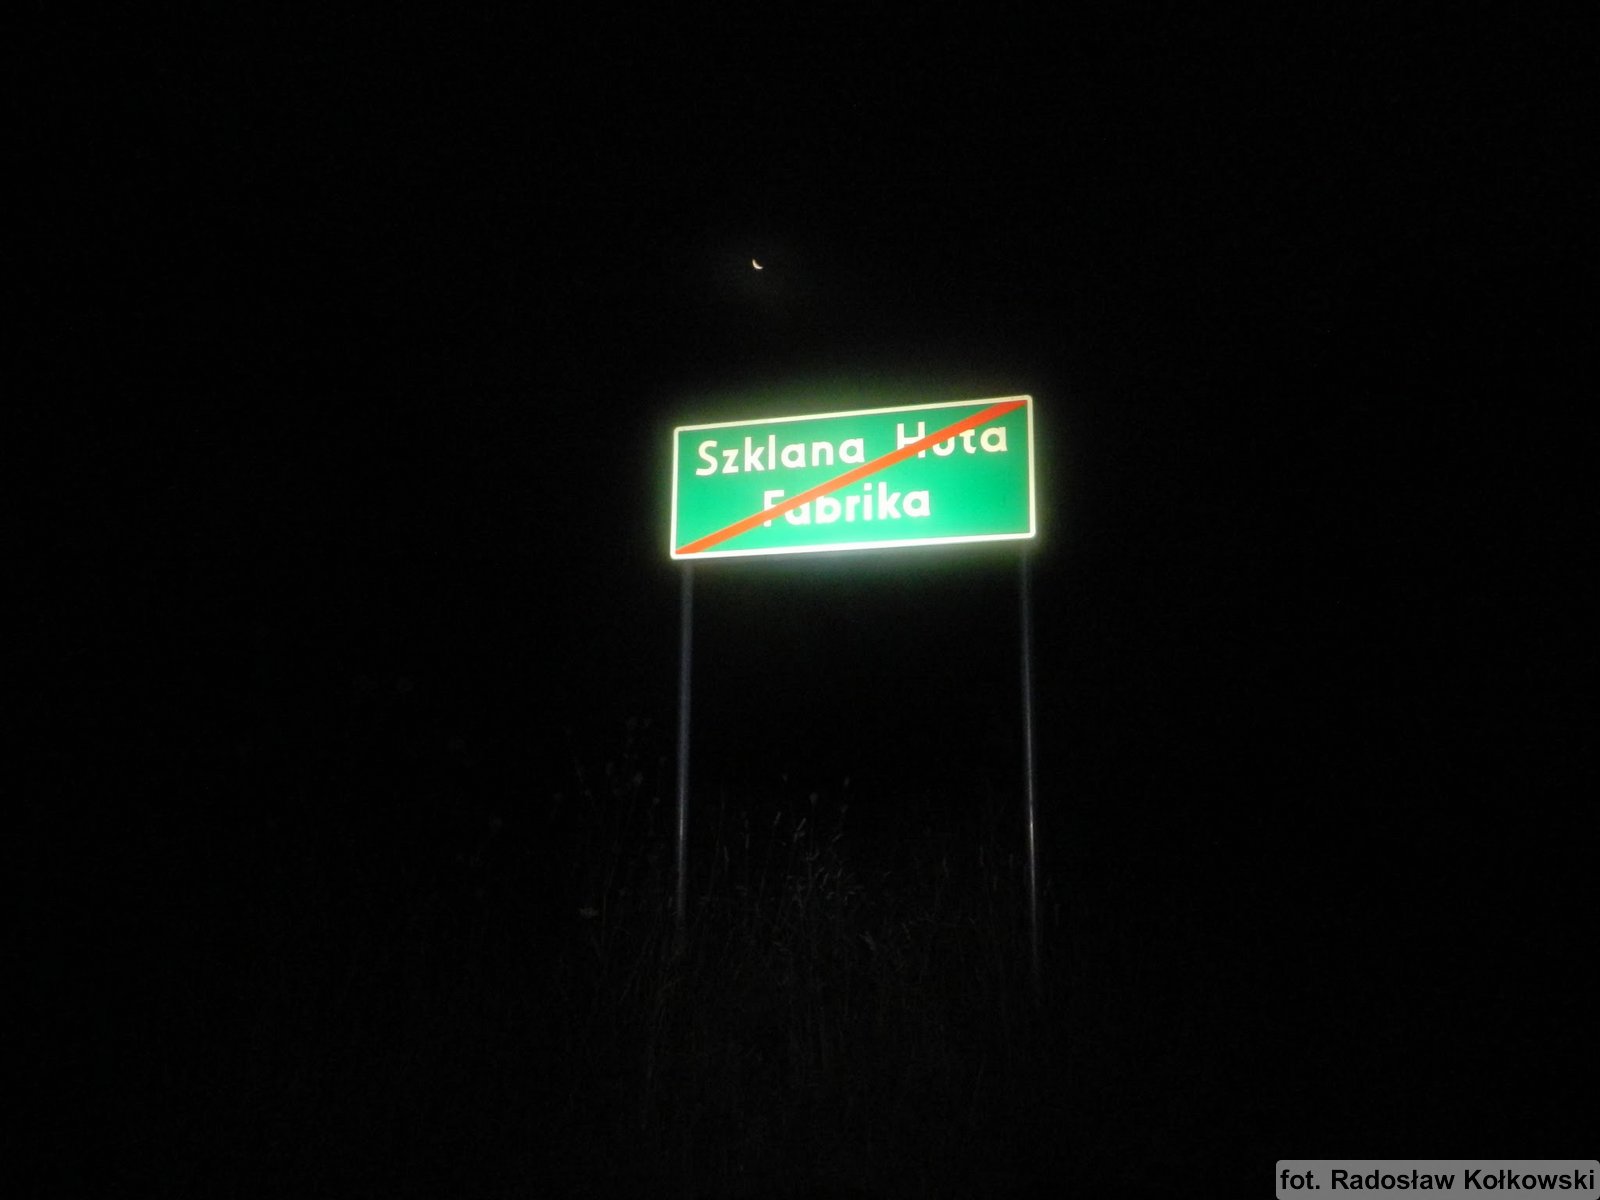 Szklana Huta
Fabrika
fot. Radosław Kołkowski